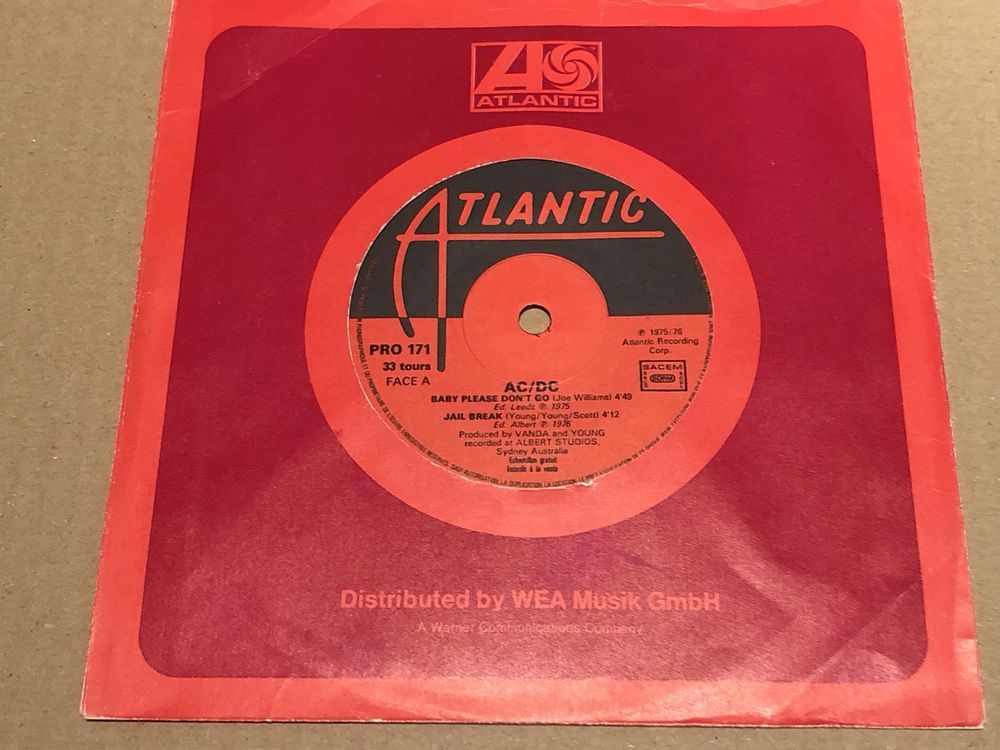 ATLANTIC
ATLANTIC
PRO 171
33 tours
FACE A
℗ 1975/76
Atlantic Recording
Corp.
SACEM
SDRM
AC/DC
BABY PLEASE DON'T GO (Joe Williams) 4'49
Ed. Leeds ℗ 1975
JAIL BREAK (Young/Young/Scott) 4'12
Ed. Albert ℗ 1976
Produced by VANDA and YOUNG
recorded at ALBERT STUDIOS,
Sydney Australia
Echantillon gratuit
Interdit à la vente
Distributed by WEA Musik GmbH
A Warner Communications Company